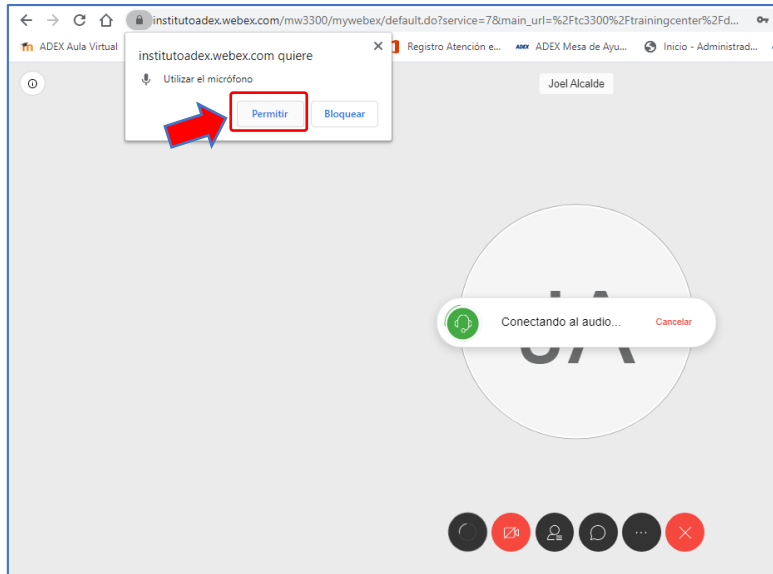 institutoadex.webex.com/mw3300/mywebex/default.do?service=7&main_url=%2Ftc3300%2Ftrainingcenter%2Fd...
ADEX Aula Virtual
Registro Atención e...
ADEX
ADEX Mesa de Ayu...
Inicio - Administrad...
institutoadex.webex.com quiere
Utilizar el micrófono
Permitir
Bloquear
Joel Alcalde
JA
Conectando al audio...
Cancelar